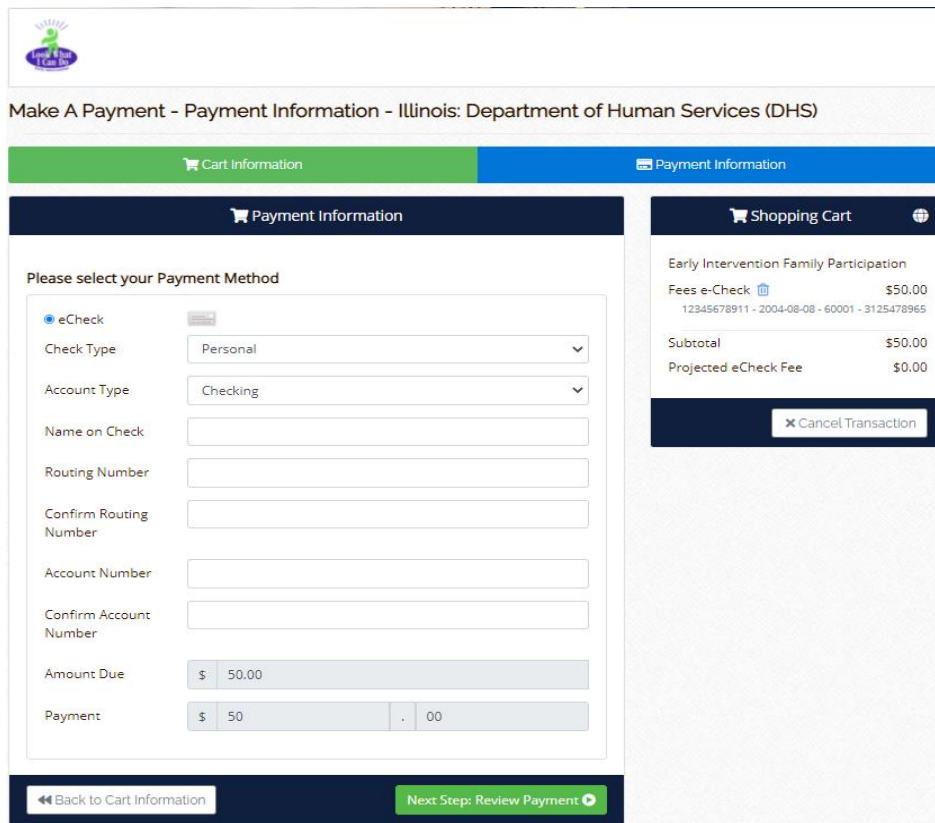 Look What
I Can Do
Make A Payment - Payment Information - Illinois: Department of Human Services (DHS)
Cart Information
Payment Information
Payment Information
Please select your Payment Method
eCheck
Check Type
Personal
Account Type
Checking
Name on Check
Routing Number
Confirm Routing
Number
Account Number
Confirm Account
Number
Amount Due
$ 50.00
Payment
$ 50 . 00
Back to Cart Information
Next Step: Review Payment
Shopping Cart
Early Intervention Family Participation
Fees e-Check $50.00
12345678911 - 2004-08-08 - 60001 - 3125478965
Subtotal $50.00
Projected eCheck Fee $0.00
Cancel Transaction